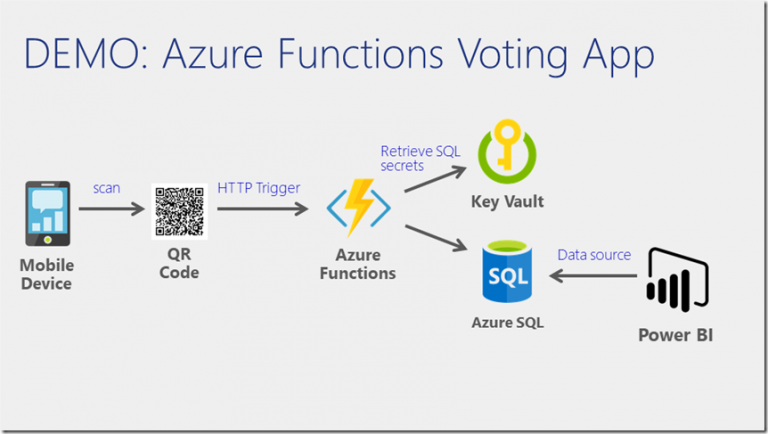 DEMO: Azure Functions Voting App
Retrieve SQL
secrets
scan
HTTP Trigger
Key Vault
Mobile
Device
QR
Code
Azure
Functions
SQL
Data source
Azure SQL
Power BI